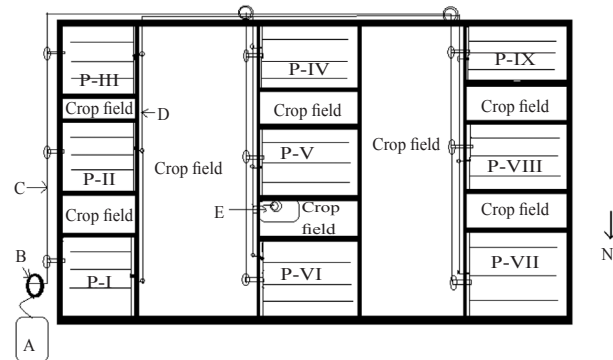 P-III
P-IV
P-IX
Crop field
D
Crop field
Crop field
P-II
P-V
P-VIII
Crop field
Crop field
C
Crop field
E
Crop
field
Crop field
B
P-I
P-VI
P-VII
N
A